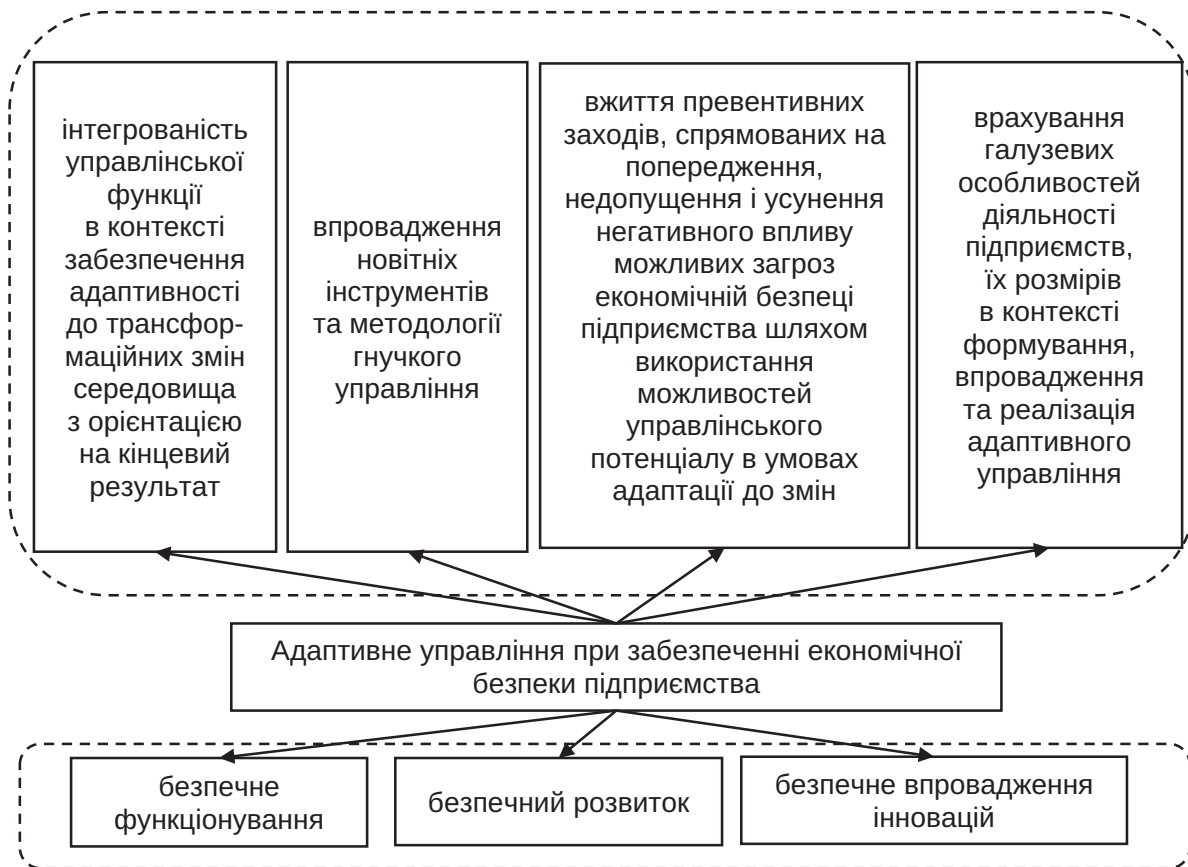 інтегрованість
управлінської
функції
в контексті
забезпечення
адаптивності
до трансфор-
маційних змін
середовища
з орієнтацією
на кінцевий
результат
впровадження
новітніх
інструментів
та методології
гнучкого
управління
вжиття превентивних
заходів, спрямованих на
попередження,
недопущення і усунення
негативного впливу
можливих загроз
економічній безпеці
підприємства шляхом
використання
можливостей
управлінського
потенціалу в умовах
адаптації до змін
врахування
галузевих
особливостей
діяльності
підприємств,
їх розмірів
в контексті
формування,
впровадження
та реалізація
адаптивного
управління
Адаптивне управління при забезпеченні економічної
безпеки підприємства
безпечне
функціонування
безпечний розвиток
безпечне впровадження
інновацій